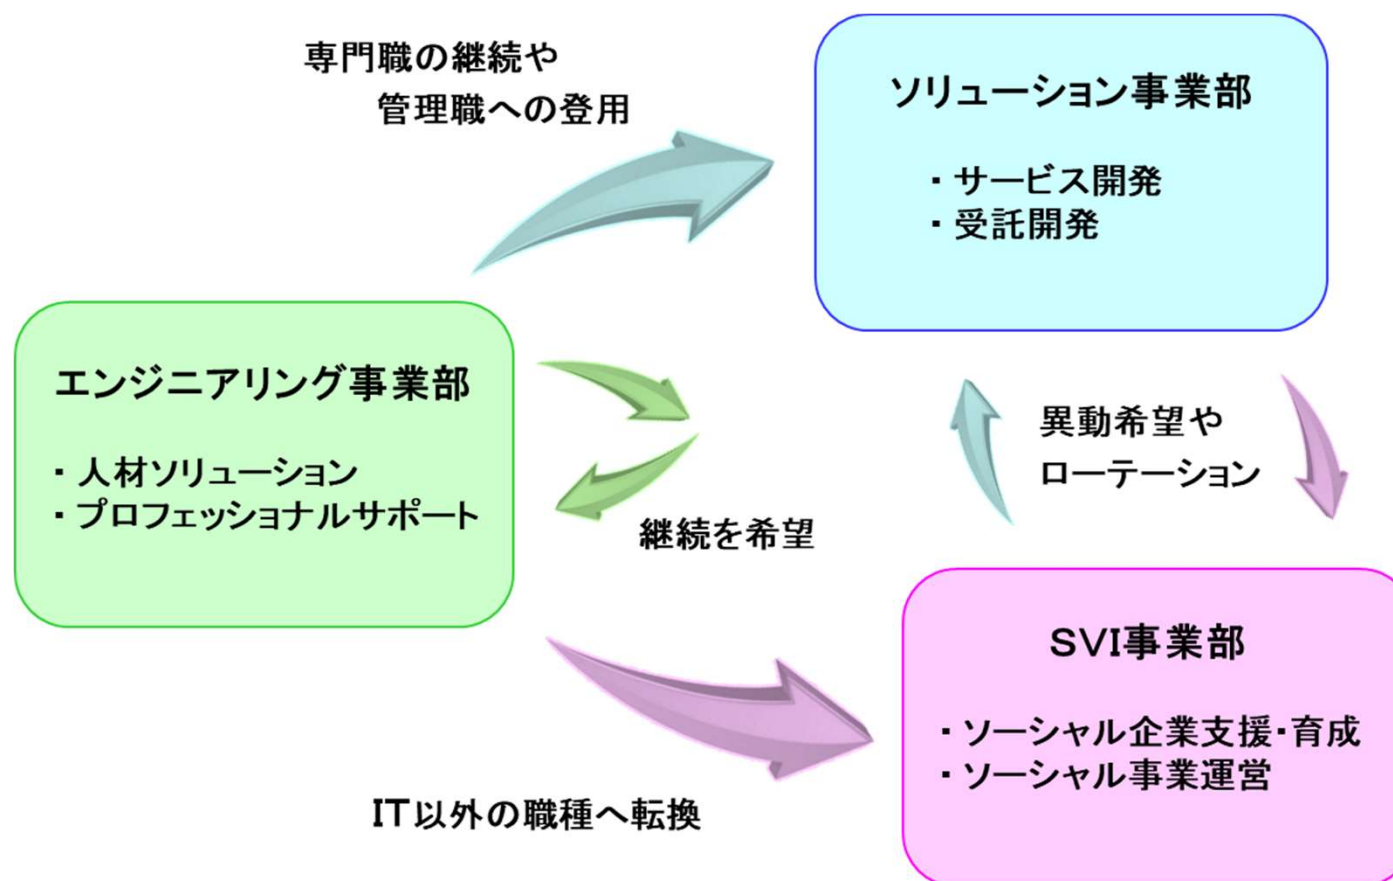 専門職の継続や
管理職への登用
ソリューション事業部
・サービス開発
・受託開発
エンジニアリング事業部
・人材ソリューション
・プロフェッショナルサポート
継続を希望
異動希望や
ローテーション
SVI事業部
・ソーシャル企業支援・育成
・ソーシャル事業運営
IT以外の職種へ転換